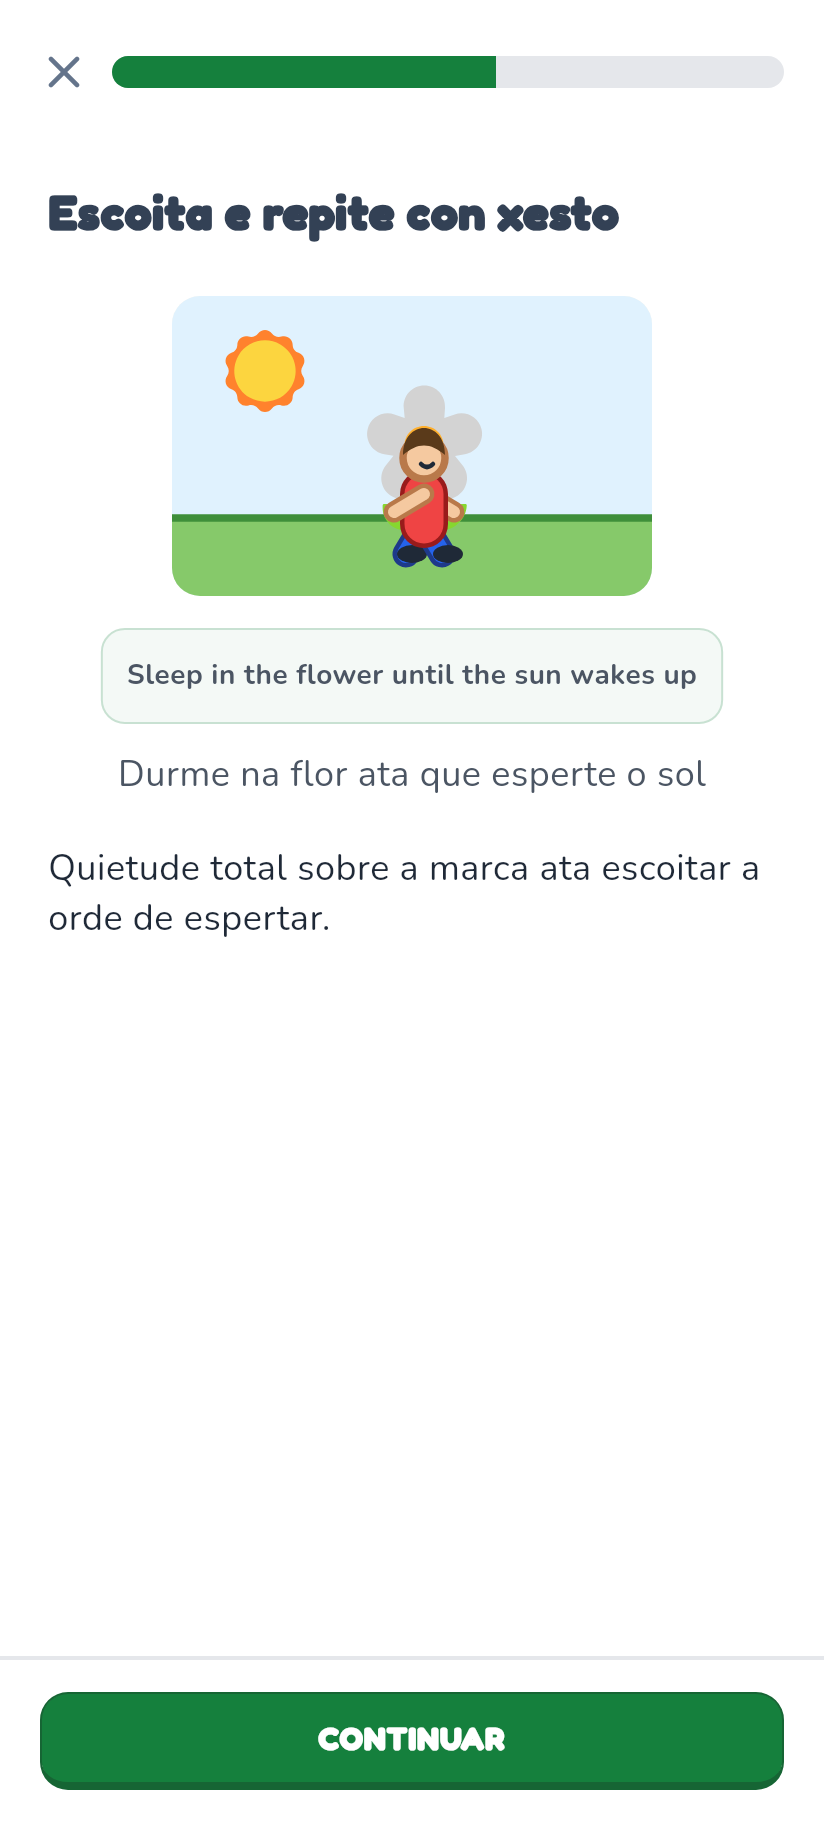 Escoita e repite con xesto
Sleep in the flower until the sun wakes up
Durme na flor ata que esperte o sol
Quietude total sobre a marca ata escoitar a
orde de espertar.
CONTINUAR